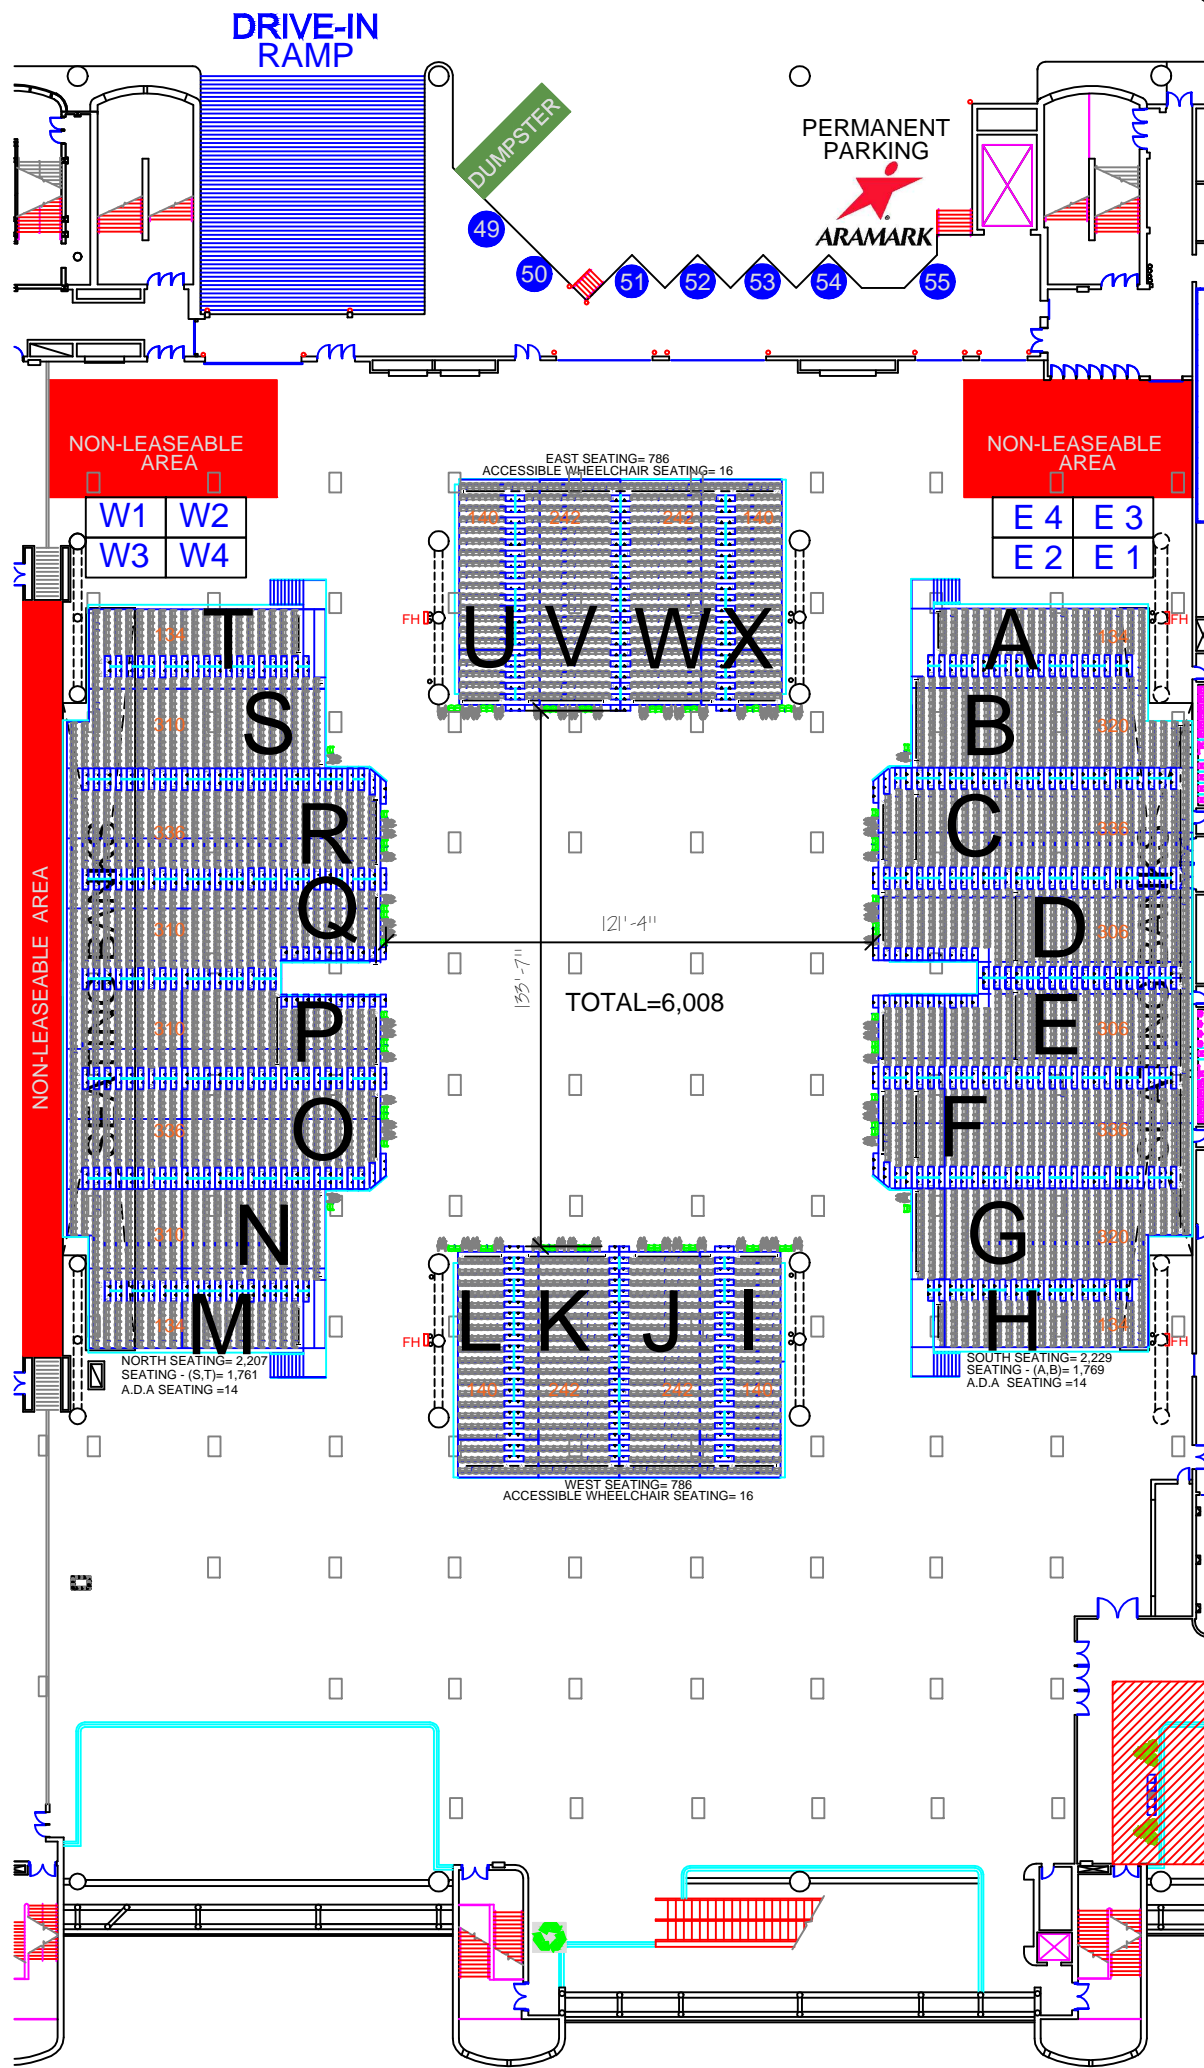 DRIVE-IN
RAMP
DUMPSTER
PERMANENT
PARKING
ARAMARK
49
50
51
52
53
54
55
NON-LEASEABLE
AREA
NON-LEASEABLE
AREA
EAST SEATING= 786
ACCESSIBLE WHEELCHAIR SEATING= 16
W1 W2
W3 W4
E 4 E 3
E 2 E 1
140 242 242 140
U V W X
FH
FH
T
134
S
310
R
336
Q
310
P
310
O
336
N
310
M
134
A
134
B
320
C
336
D
306
E
306
F
336
G
320
H
134
SEATING BANKS
SEATING BANKS
NON-LEASEABLE AREA
121'-4"
133'-7"
TOTAL=6,008
L K J I
140 242 242 140
FH
FH
NORTH SEATING= 2,207
SEATING - (S,T)= 1,761
A.D.A SEATING =14
SOUTH SEATING= 2,229
SEATING - (A,B)= 1,769
A.D.A SEATING =14
WEST SEATING= 786
ACCESSIBLE WHEELCHAIR SEATING= 16